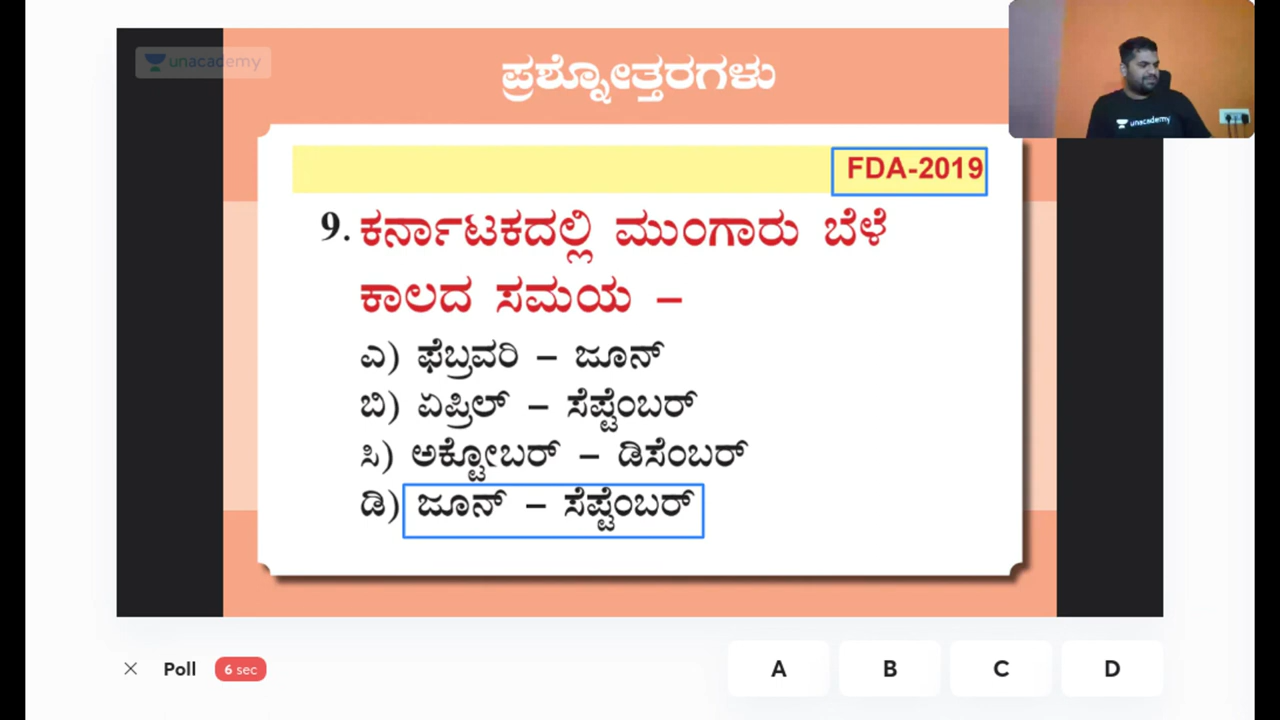 unacademy
ಪ್ರಶ್ನೋತ್ತರಗಳು
unacademy
FDA-2019
9. ಕರ್ನಾಟಕದಲ್ಲಿ ಮುಂಗಾರು ಬೆಳೆ
ಕಾಲದ ಸಮಯ –
ಎ) ಫೆಬ್ರವರಿ – ಜೂನ್
ಬಿ) ಏಪ್ರಿಲ್ – ಸೆಪ್ಟೆಂಬರ್
ಸಿ) ಅಕ್ಟೋಬರ್ – ಡಿಸೆಂಬರ್
ಡಿ) ಜೂನ್ – ಸೆಪ್ಟೆಂಬರ್
Poll 6 sec A B C D